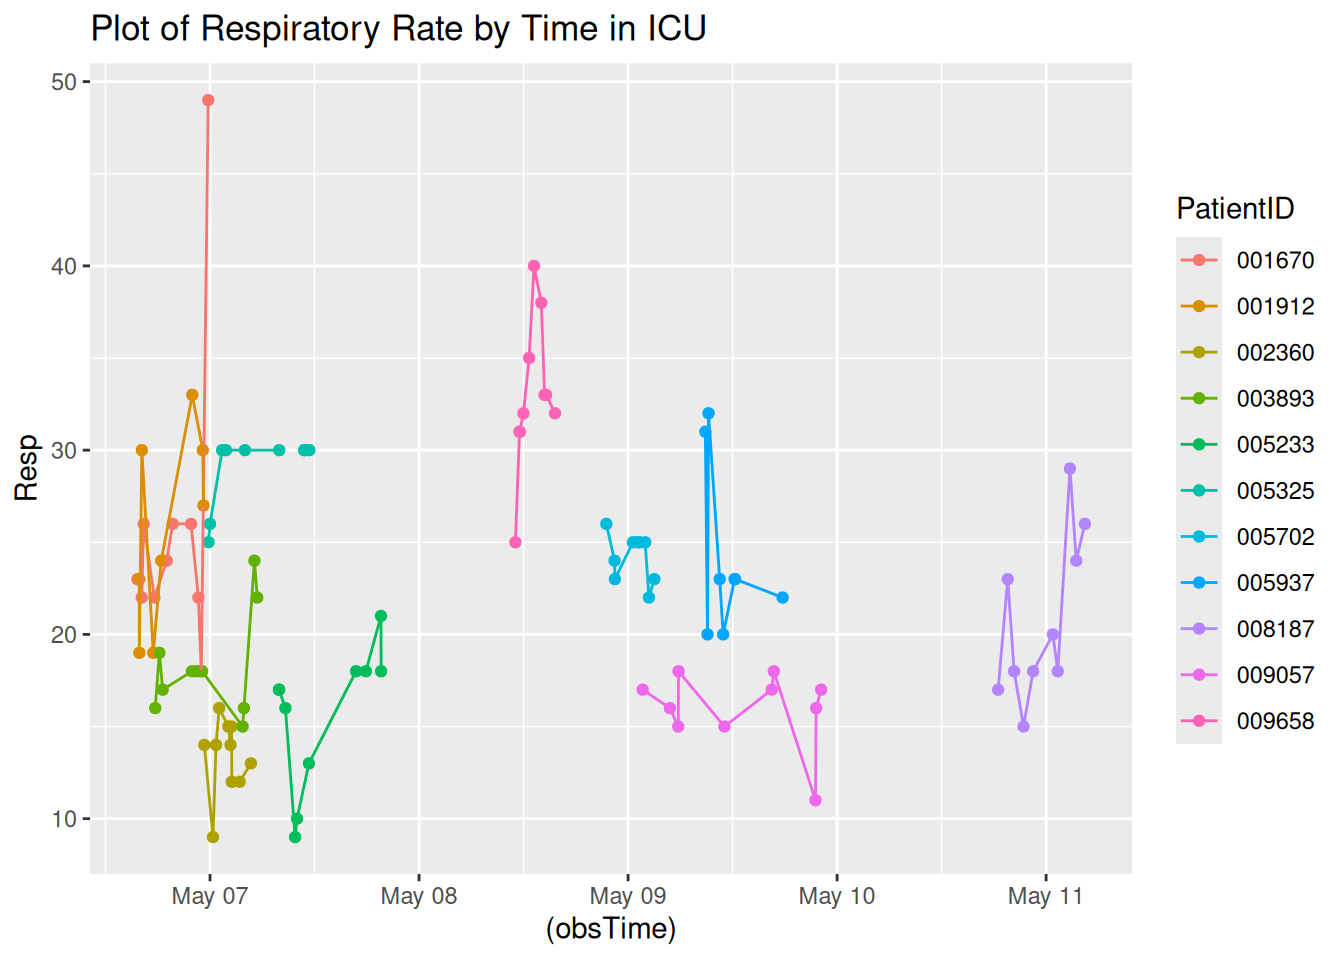 Plot of Respiratory Rate by Time in ICU
50
40
30
20
10
Resp
May 07
May 08
May 09
May 10
May 11
(obsTime)
PatientID
001670
001912
002360
003893
005233
005325
005702
005937
008187
009057
009658